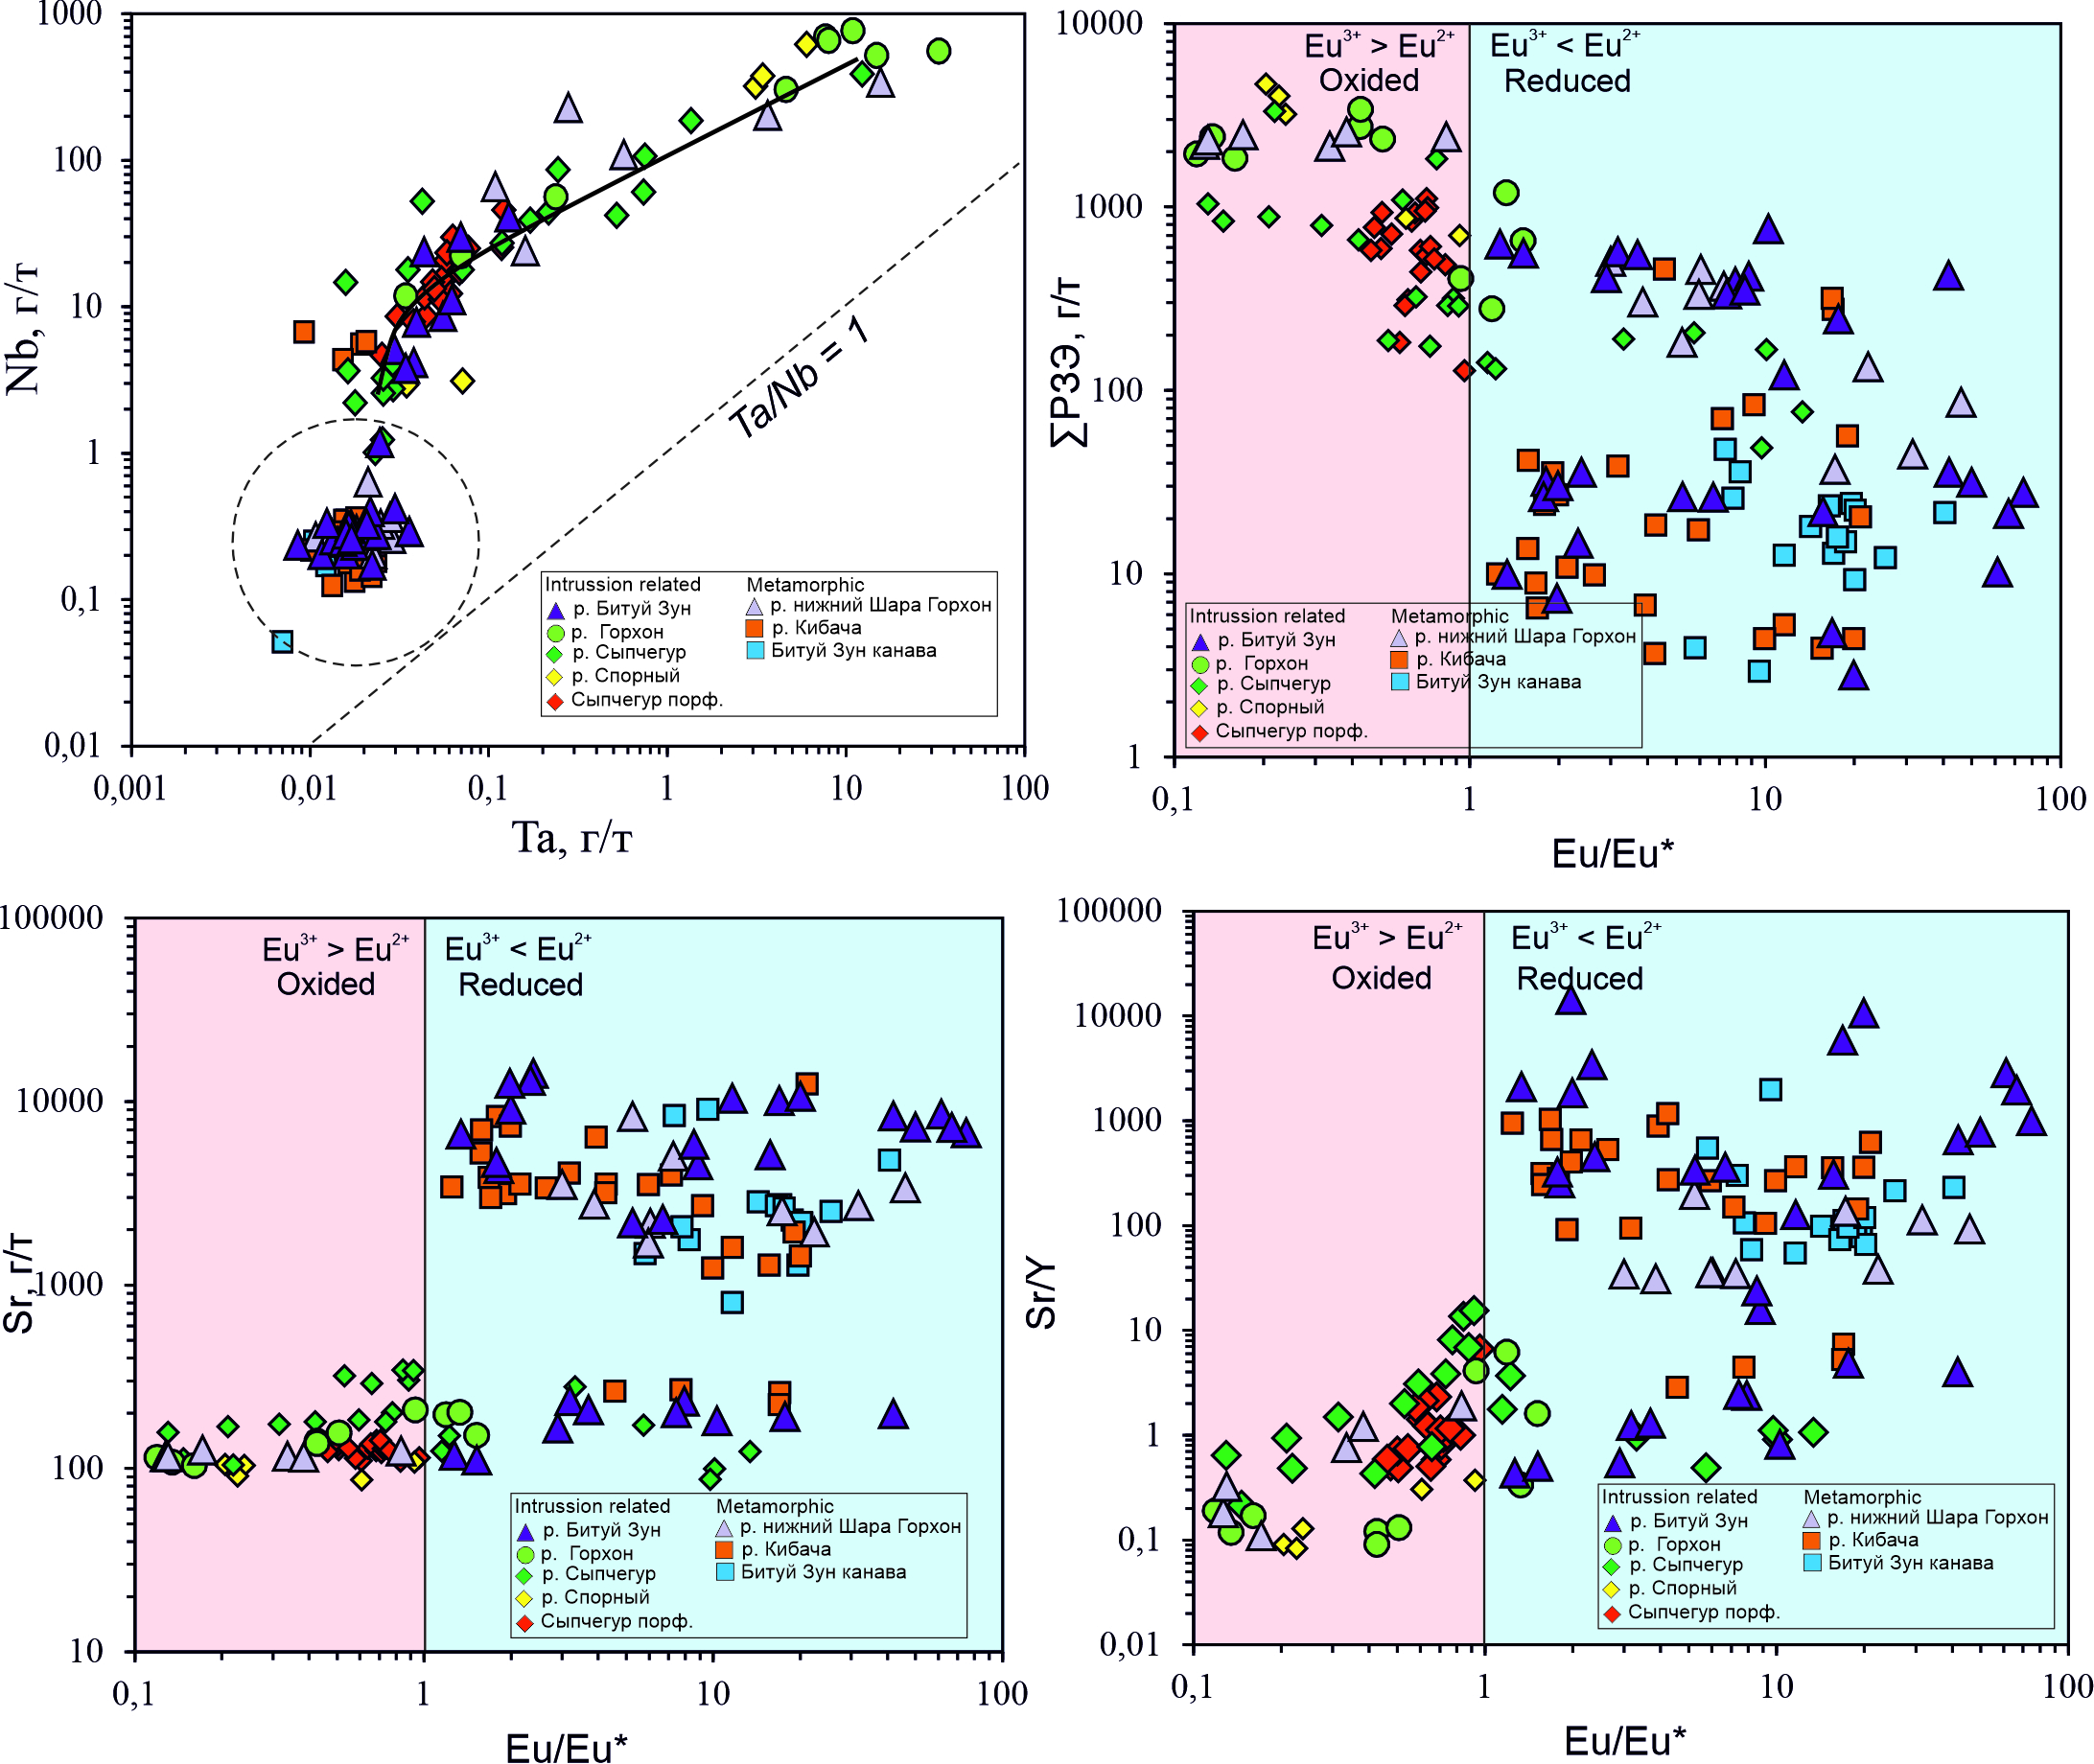 1000
100
10
1
0,1
0,01
Nb, г/т
0,001
0,01
0,1
1
10
100
Ta, г/т
Ta/Nb = 1
Intrussion related
р. Битуй Зун
р. Горхон
р. Сыпчегур
р. Спорный
Сыпчегур порф.
Metamorphic
р. нижний Шара Горхон
р. Кибача
Битуй Зун канава
10000
1000
100
10
1
ΣРЗЭ, г/т
Eu³⁺ > Eu²⁺
Oxided
Eu³⁺ < Eu²⁺
Reduced
Intrussion related
р. Битуй Зун
р. Горхон
р. Сыпчегур
р. Спорный
Сыпчегур порф.
Metamorphic
р. нижний Шара Горхон
р. Кибача
Битуй Зун канава
0,1
1
10
100
Eu/Eu*
100000
10000
1000
100
10
Sr, г/т
Eu³⁺ > Eu²⁺
Oxided
Eu³⁺ < Eu²⁺
Reduced
Intrussion related
р. Битуй Зун
р. Горхон
р. Сыпчегур
р. Спорный
Сыпчегур порф.
Metamorphic
р. нижний Шара Горхон
р. Кибача
Битуй Зун канава
0,1
1
10
100
Eu/Eu*
100000
10000
1000
100
10
1
0,1
0,01
Sr/Y
Eu³⁺ > Eu²⁺
Oxided
Eu³⁺ < Eu²⁺
Reduced
Intrussion related
р. Битуй Зун
р. Горхон
р. Сыпчегур
р. Спорный
Сыпчегур порф.
Metamorphic
р. нижний Шара Горхон
р. Кибача
Битуй Зун канава
0,1
1
10
100
Eu/Eu*